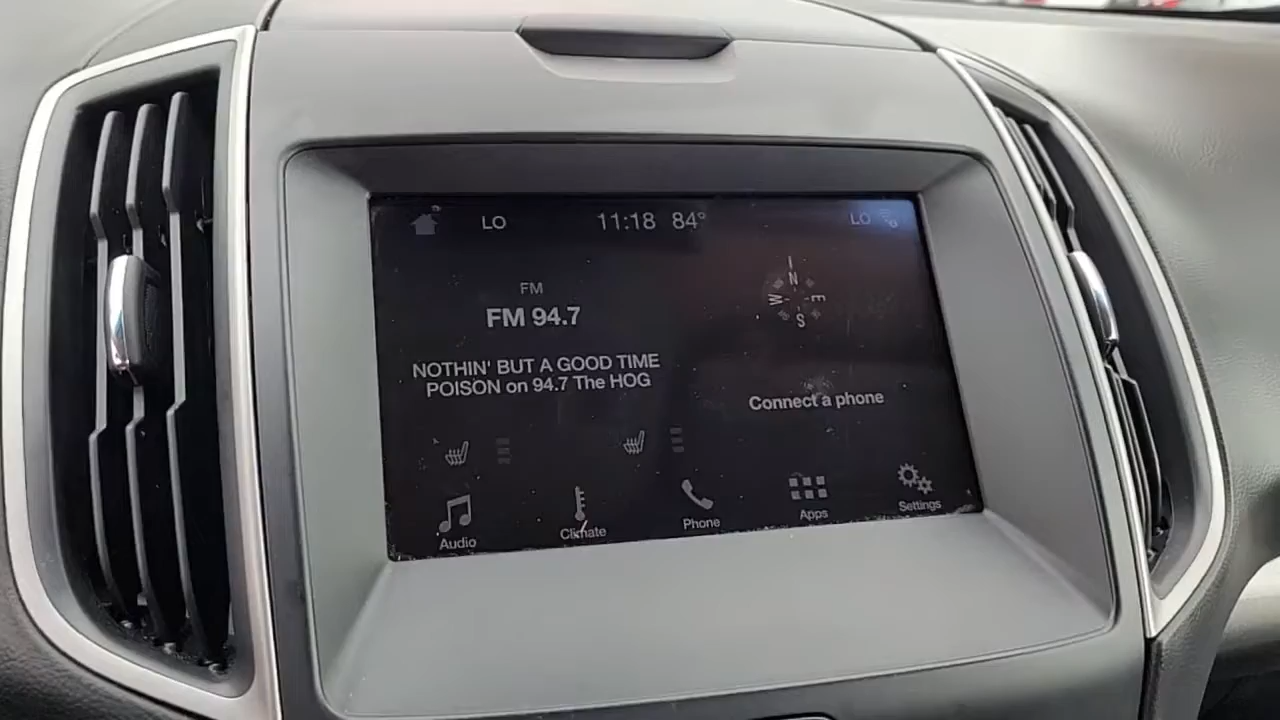 LO 11:18 84° LO
FM
FM 94.7
NOTHIN' BUT A GOOD TIME
POISON on 94.7 The HOG
N
W E
S
Connect a phone
Audio Climate Phone Apps Settings